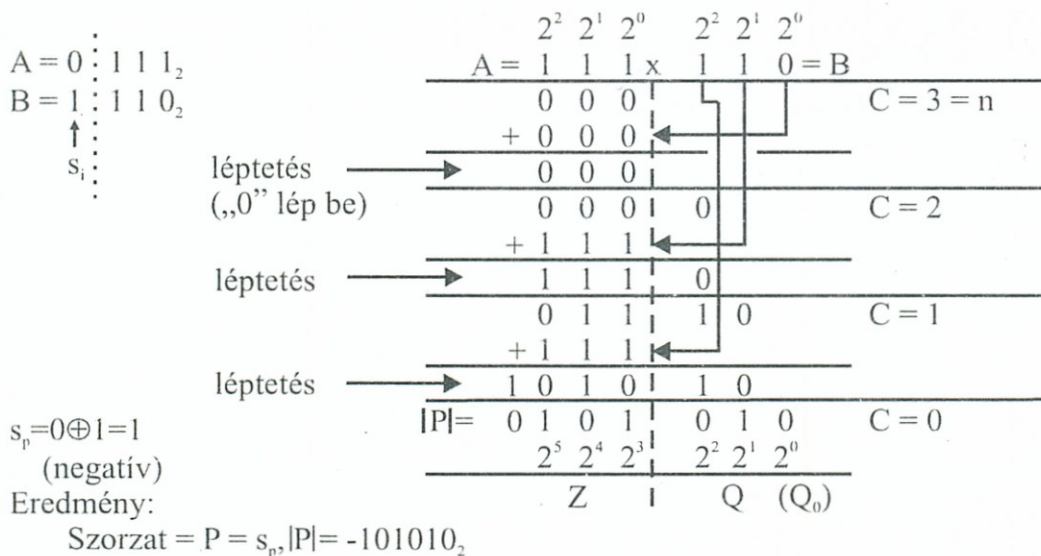 2² 2¹ 2⁰ 2² 2¹ 2⁰
A = 0 1 1 1₂
A = 1 1 1 x 1 1 0 = B
B = 1 1 1 0₂
0 0 0 C = 3 = n
+ 0 0 0
sᵢ
léptetés 0 0 0
(„0” lép be)
0 0 0 0 C = 2
+ 1 1 1
léptetés 1 1 1 0
0 1 1 1 0 C = 1
+ 1 1 1
léptetés 1 0 1 0 1 0
|P|= 0 1 0 1 0 1 0 C = 0
sₚ=0⊕1=1
(negatív)
2⁵ 2⁴ 2³ 2² 2¹ 2⁰
Z Q (Q₀)
Eredmény:
Szorzat = P = sₚ,|P|= -101010₂